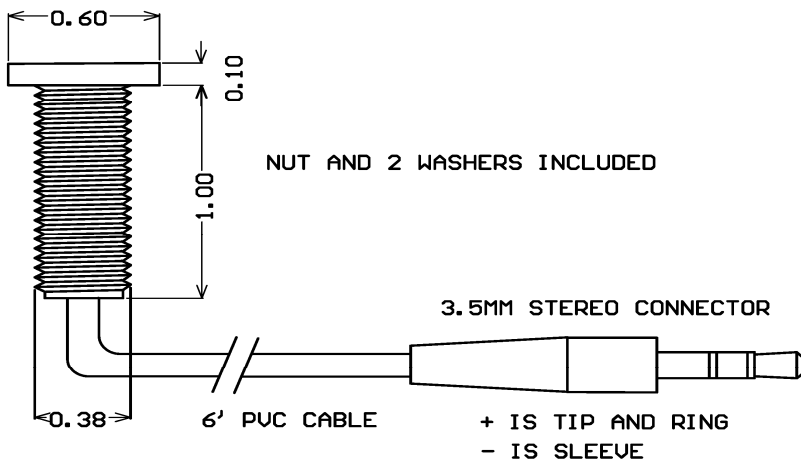 0.60
0.10
NUT AND 2 WASHERS INCLUDED
1.00
3.5MM STEREO CONNECTOR
0.38
6' PVC CABLE
+ IS TIP AND RING
- IS SLEEVE